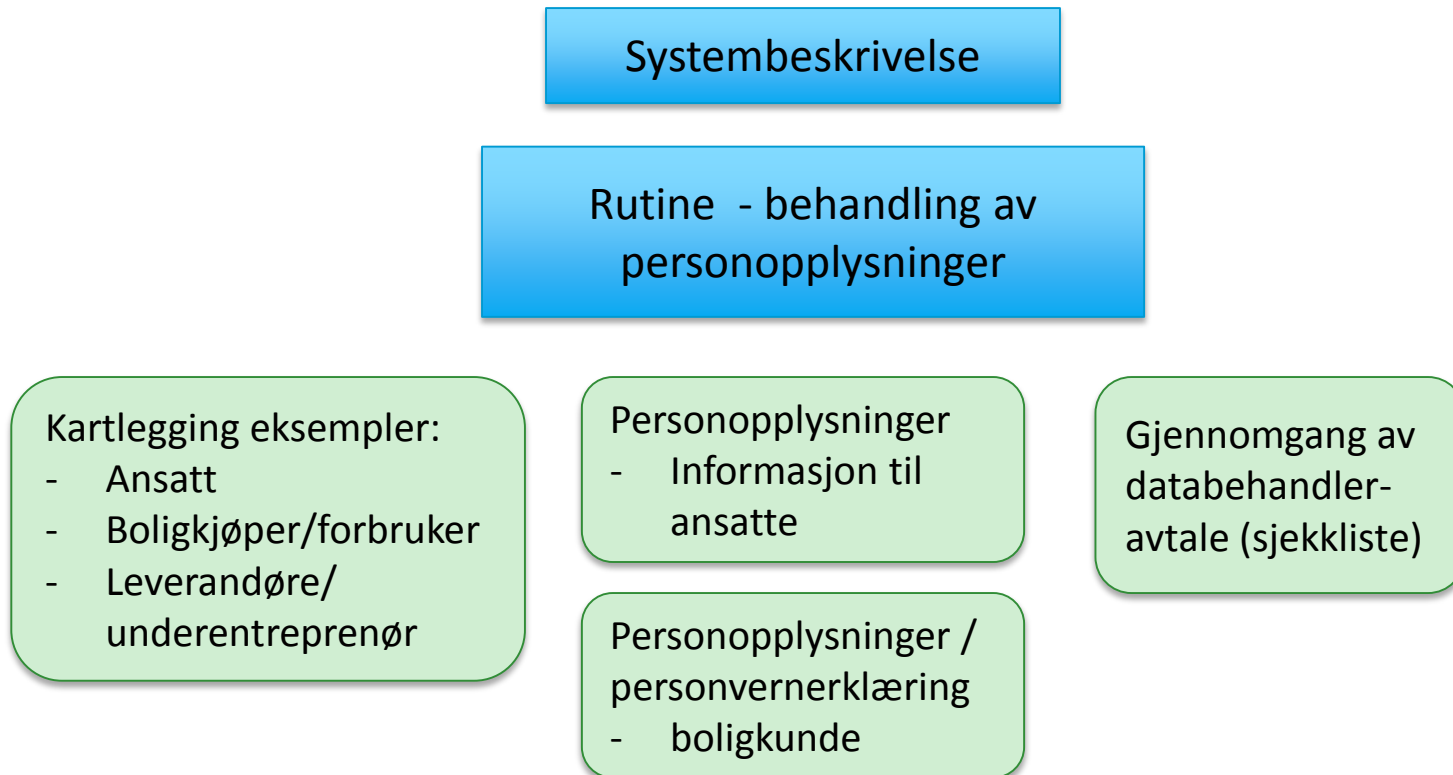 Systembeskrivelse
Rutine - behandling av
personopplysninger
Kartlegging eksempler:
- Ansatt
- Boligkjøper/forbruker
- Leverandøre/
underentreprenør
Personopplysninger
- Informasjon til
ansatte
Personopplysninger /
personvernerklæring
- boligkunde
Gjennomgang av
databehandler-
avtale (sjekkliste)